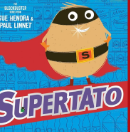 SUE HENDRA &
PAUL LINNET
S
SUPERTATO